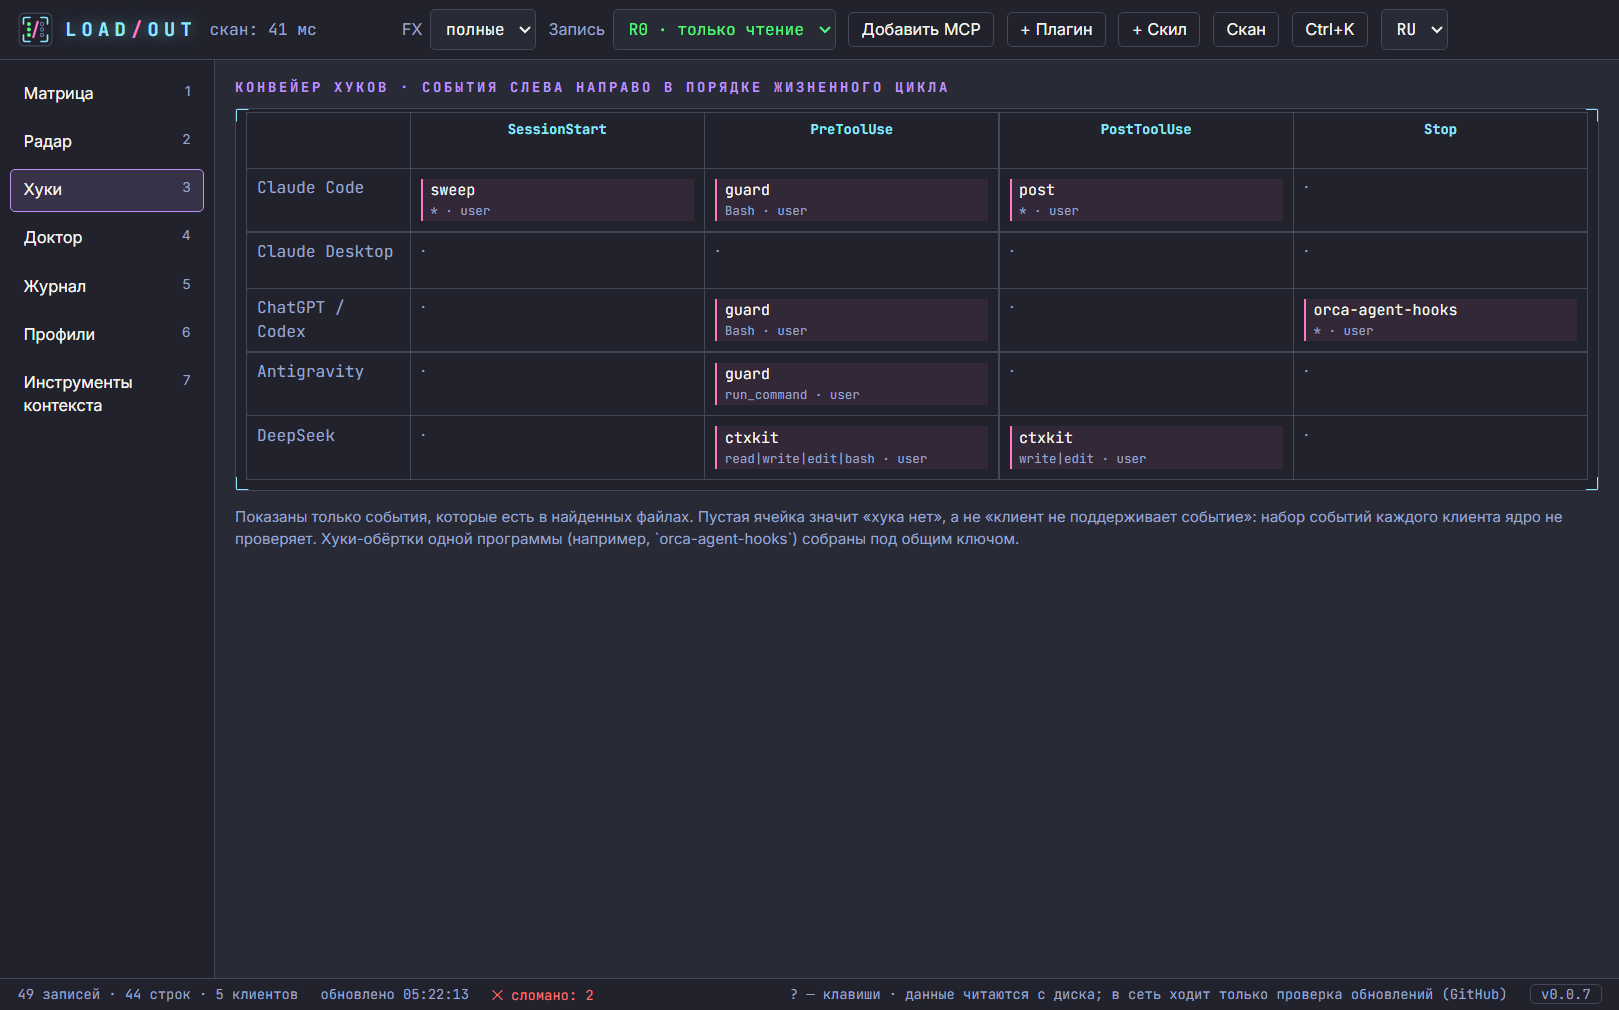 LOAD/OUT скан: 41 мс FX полные Запись R0 · только чтение Добавить MCP + Плагин + Скил Скан Ctrl+K RU
Матрица 1
Радар 2
Хуки 3
Доктор 4
Журнал 5
Профили 6
Инструменты контекста 7
КОНВЕЙЕР ХУКОВ · СОБЫТИЯ СЛЕВА НАПРАВО В ПОРЯДКЕ ЖИЗНЕННОГО ЦИКЛА
SessionStart PreToolUse PostToolUse Stop
Claude Code sweep guard post ·
* · user Bash · user * · user
Claude Desktop · · · ·
ChatGPT / · guard · orca-agent-hooks
Codex Bash · user * · user
Antigravity · guard · ·
run_command · user
DeepSeek · ctxkit ctxkit ·
read|write|edit|bash · user write|edit · user
Показаны только события, которые есть в найденных файлах. Пустая ячейка значит «хука нет», а не «клиент не поддерживает событие»: набор событий каждого клиента ядро не
проверяет. Хуки-обёртки одной программы (например, `orca-agent-hooks`) собраны под общим ключом.
49 записей · 44 строк · 5 клиентов обновлено 05:22:13 ✕ сломано: 2 ? — клавиши · данные читаются с диска; в сеть ходит только проверка обновлений (GitHub) v0.0.7